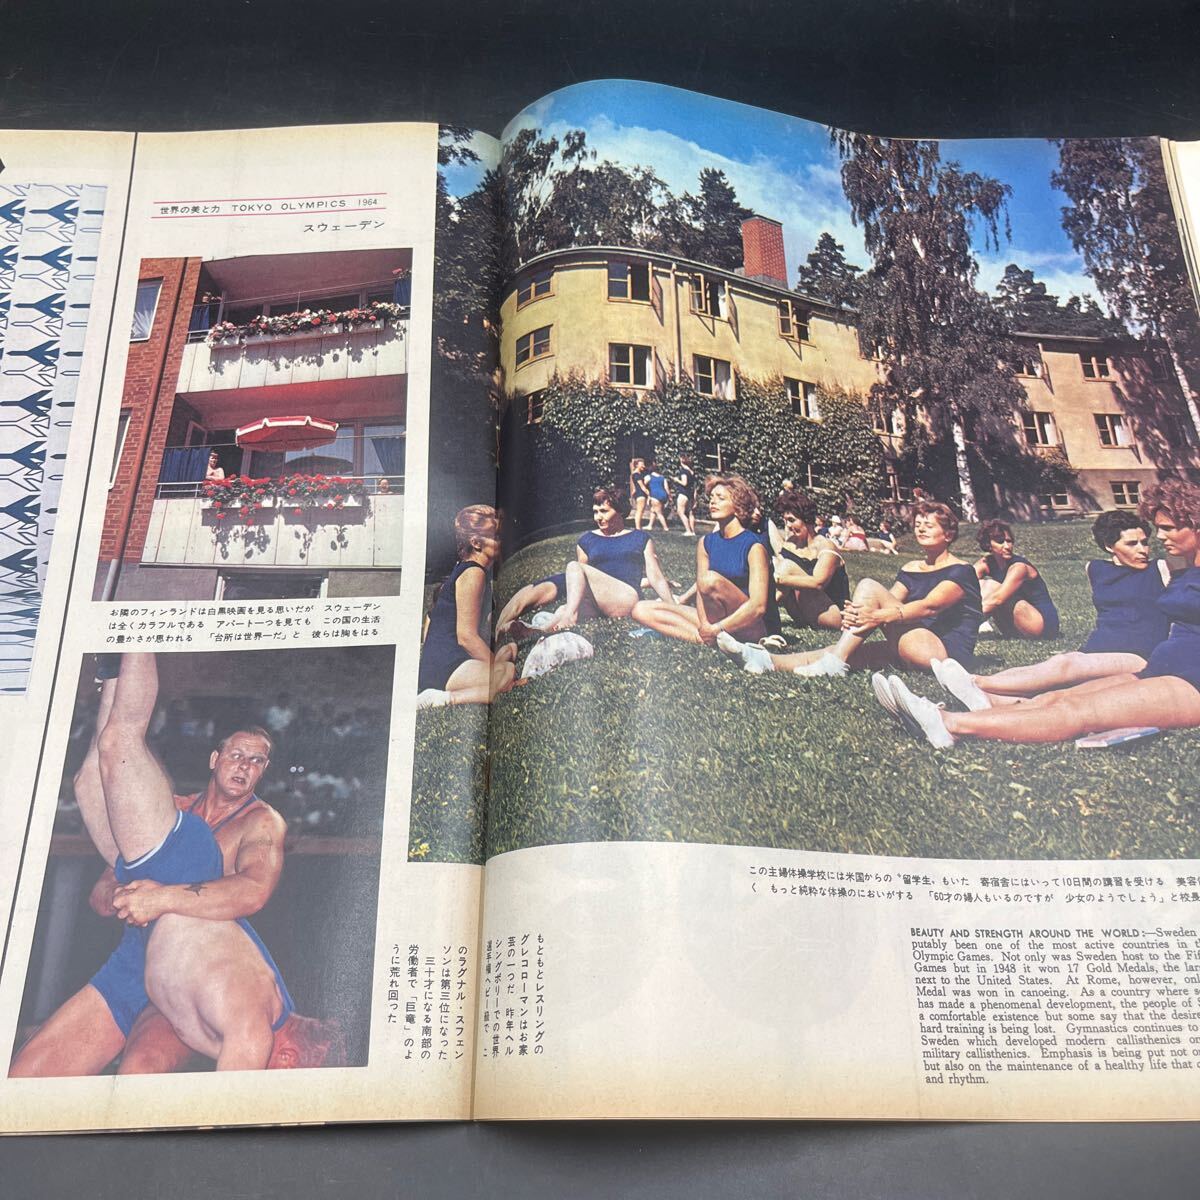 世界の美と力 TOKYO OLYMPICS 1964
スウェーデン
お隣のフィンランドは白黒映画を見る思いだが スウェーデン
は全くカラフルである アパート一つを見ても この国の生活
の豊かさが思われる 「台所は世界一だ」と 彼らは胸をはる
もともとレスリングの
グレコローマンはお家
芸の一つだ 昨年ヘル
シングボリーでの世界
選手権ヘビー級で こ
のラグナル・スフェン
ソンは第三位になった
三十才になる南部の
労働者で「巨竜」のよ
うに荒れ回った
この主婦体操学校には米国からの〝留学生〟もいた 寄宿舎にはいって10日間の講習を受ける 美容
く もっと純粋な体操のにおいがする 「60才の婦人もいるのですが 少女のようでしょう」と校長
BEAUTY AND STRENGTH AROUND THE WORLD:—Sweden
putably been one of the most active countries in th
Olympic Games. Not only was Sweden host to the Fif
Games but in 1948 it won 17 Gold Medals, the lar
next to the United States. At Rome, however, only
Medal was won in canoeing. As a country where so
has made a phenomenal development, the people of
a comfortable existence but some say that the desire
hard training is being lost. Gymnastics continues to
Sweden which developed modern callisthenics on
military callisthenics. Emphasis is being put not on
but also on the maintenance of a healthy life that c
and rhythm.